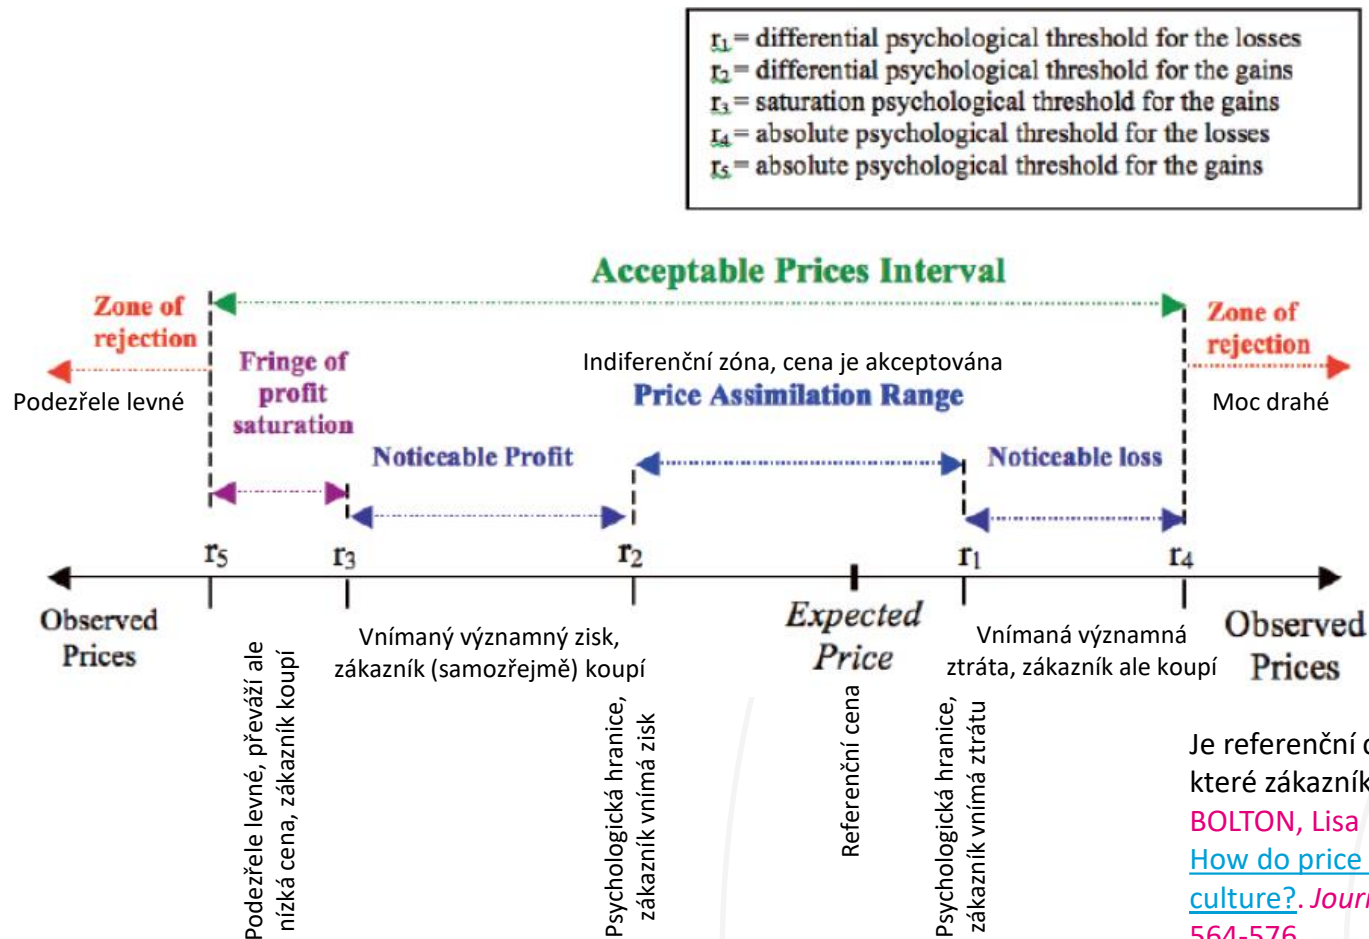 r₁ = differential psychological threshold for the losses
r₂ = differential psychological threshold for the gains
r₃ = saturation psychological threshold for the gains
r₄ = absolute psychological threshold for the losses
r₅ = absolute psychological threshold for the gains
Acceptable Prices Interval
Zone of
rejection
Zone of
rejection
Podezřele levné
Moc drahé
Fringe of
profit
saturation
Indiferenční zóna, cena je akceptována
Price Assimilation Range
Noticeable Profit
Noticeable loss
r₅
r₃
r₂
r₁
r₄
Observed
Prices
Vnímaný významný zisk,
zákazník (samozřejmě) koupí
Expected
Price
Vnímaná významná
ztráta, zákazník ale koupí
Observed
Prices
Podezřele levné, převáží ale
nízká cena, zákazník koupí
Psychologická hranice,
zákazník vnímá zisk
Referenční cena
Psychologická hranice,
zákazník vnímá ztrátu
Je referenční
které zákazník
BOLTON, Lisa
How do price
culture?. Journ
564-576